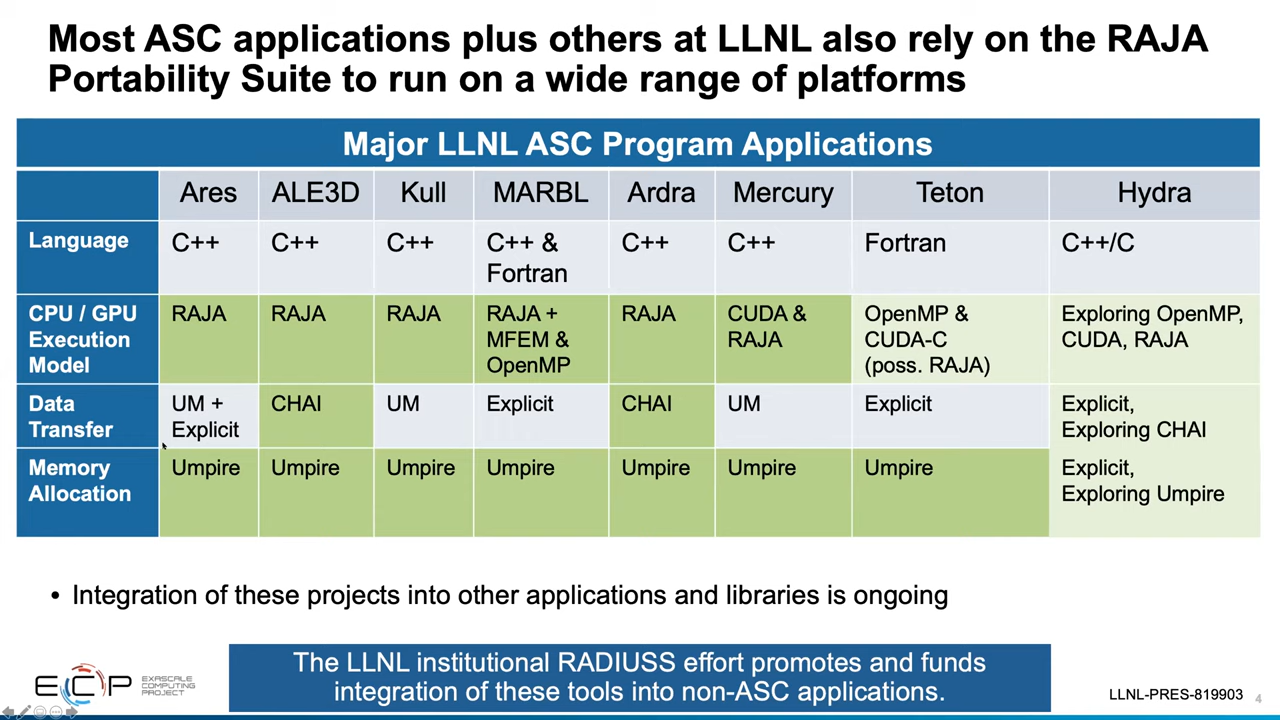 Most ASC applications plus others at LLNL also rely on the RAJA
Portability Suite to run on a wide range of platforms
Major LLNL ASC Program Applications
Ares ALE3D Kull MARBL Ardra Mercury Teton Hydra
Language C++ C++ C++ C++ & C++ C++ Fortran C++/C
Fortran
CPU / GPU RAJA RAJA RAJA RAJA + RAJA CUDA & OpenMP & Exploring OpenMP,
Execution MFEM & RAJA CUDA-C CUDA, RAJA
Model OpenMP (poss. RAJA)
Data UM + CHAI UM Explicit CHAI UM Explicit Explicit,
Transfer Explicit Exploring CHAI
Memory Umpire Umpire Umpire Umpire Umpire Umpire Umpire Explicit,
Allocation Exploring Umpire
• Integration of these projects into other applications and libraries is ongoing
The LLNL institutional RADIUSS effort promotes and funds
integration of these tools into non-ASC applications.
ECP
EXASCALE
COMPUTING
PROJECT
LLNL-PRES-819903 4